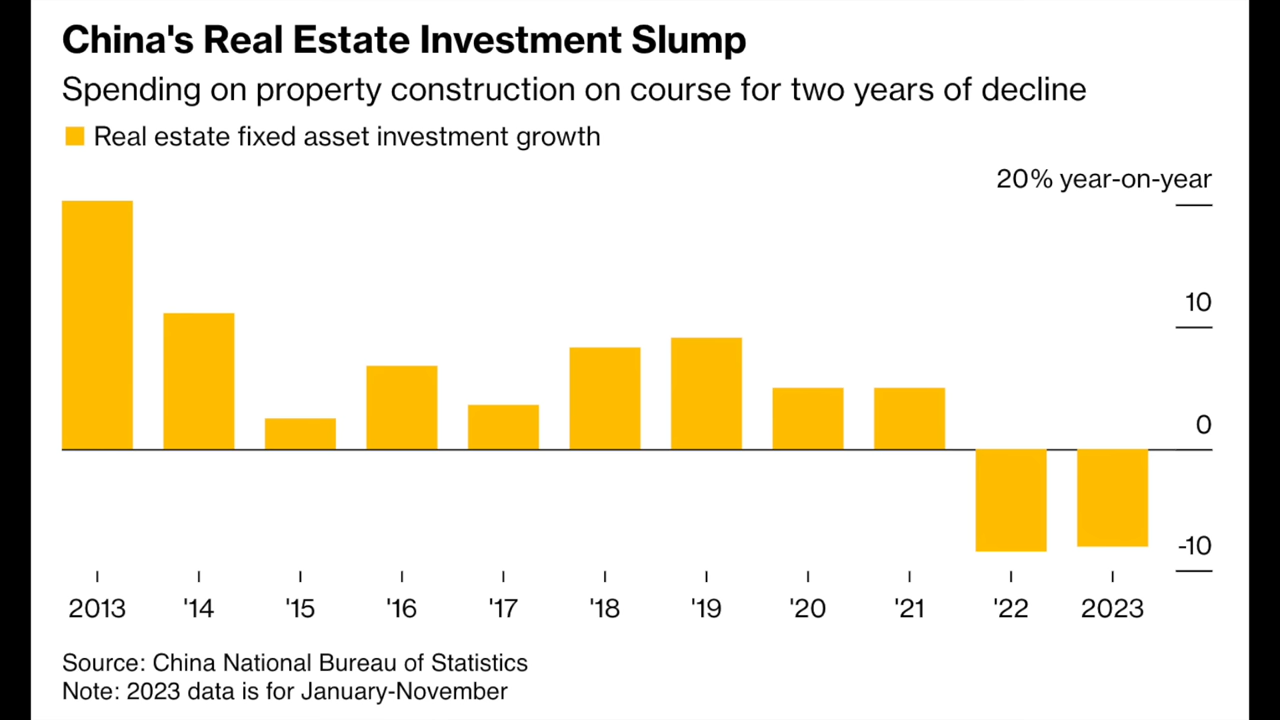 China's Real Estate Investment Slump
Spending on property construction on course for two years of decline
Real estate fixed asset investment growth
20% year-on-year
10
0
-10
2013 '14 '15 '16 '17 '18 '19 '20 '21 '22 2023
Source: China National Bureau of Statistics
Note: 2023 data is for January-November